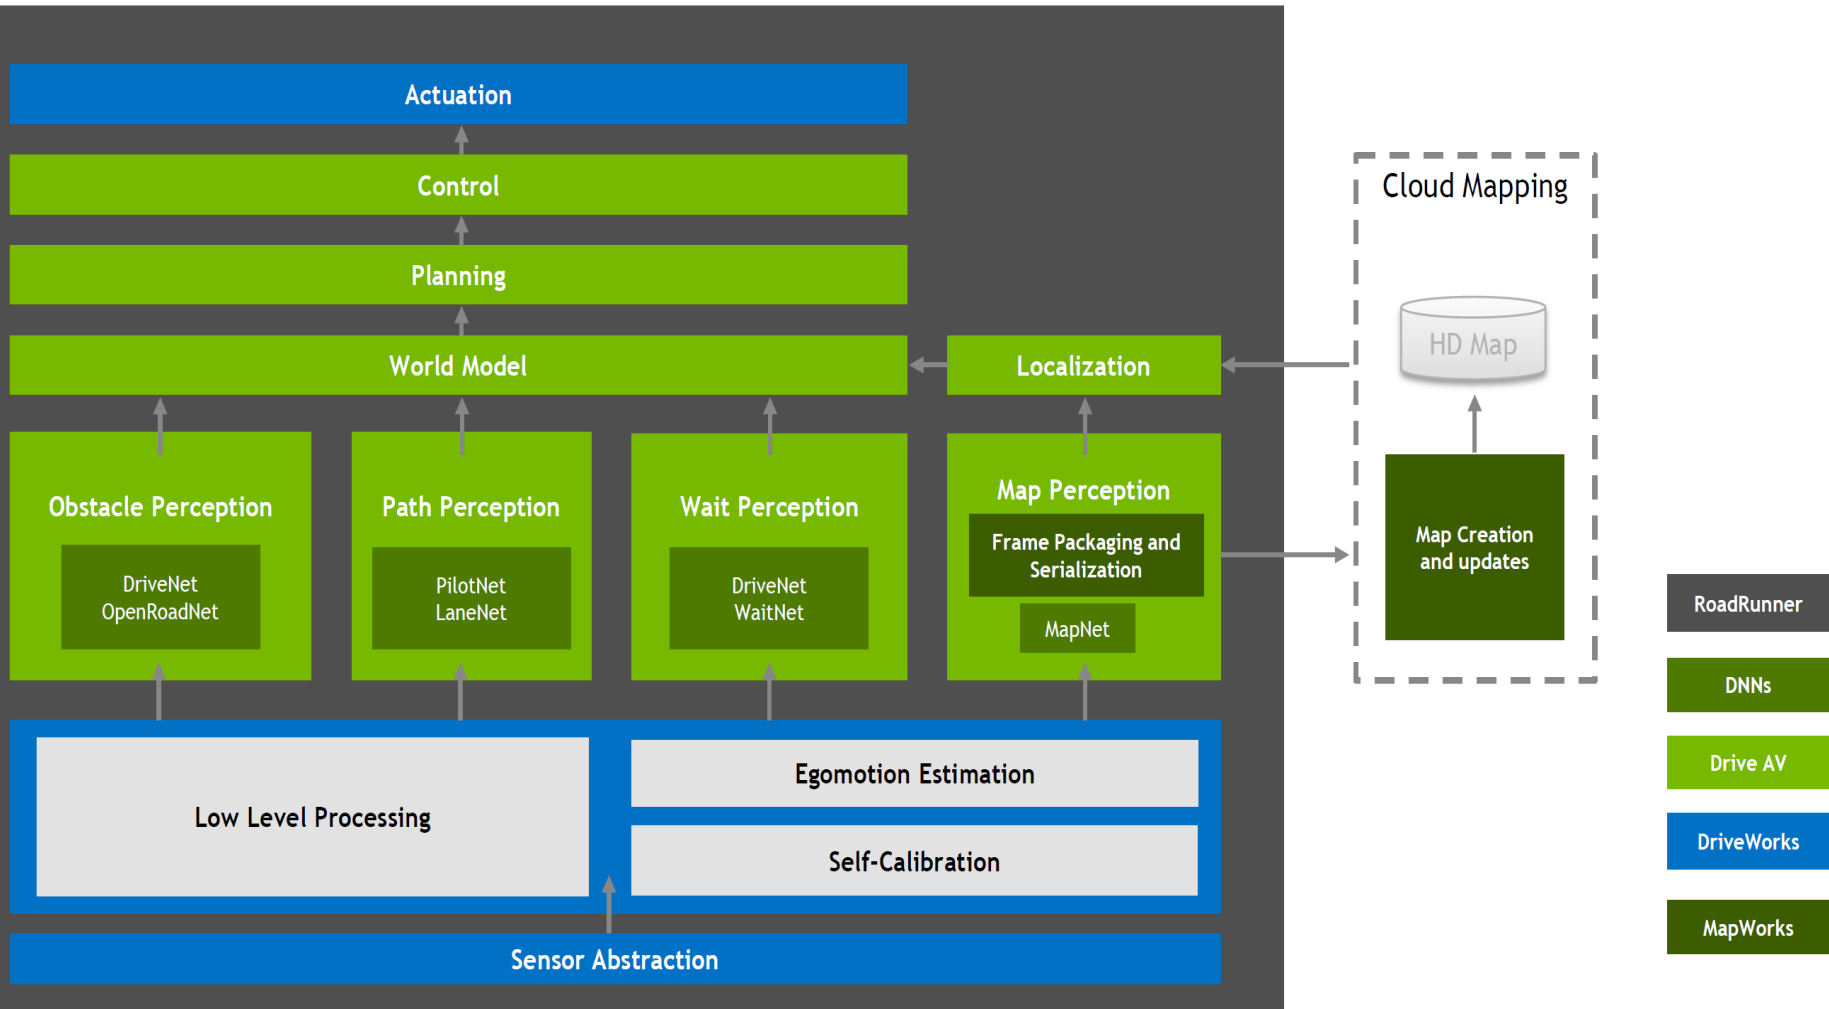 Actuation
Control
Cloud Mapping
Planning
HD Map
World Model
Localization
Obstacle Perception
DriveNet
OpenRoadNet
Path Perception
PilotNet
LaneNet
Wait Perception
DriveNet
WaitNet
Map Perception
Frame Packaging and
Serialization
MapNet
Map Creation
and updates
Low Level Processing
Egomotion Estimation
Self-Calibration
Sensor Abstraction
RoadRunner
DNNs
Drive AV
DriveWorks
MapWorks